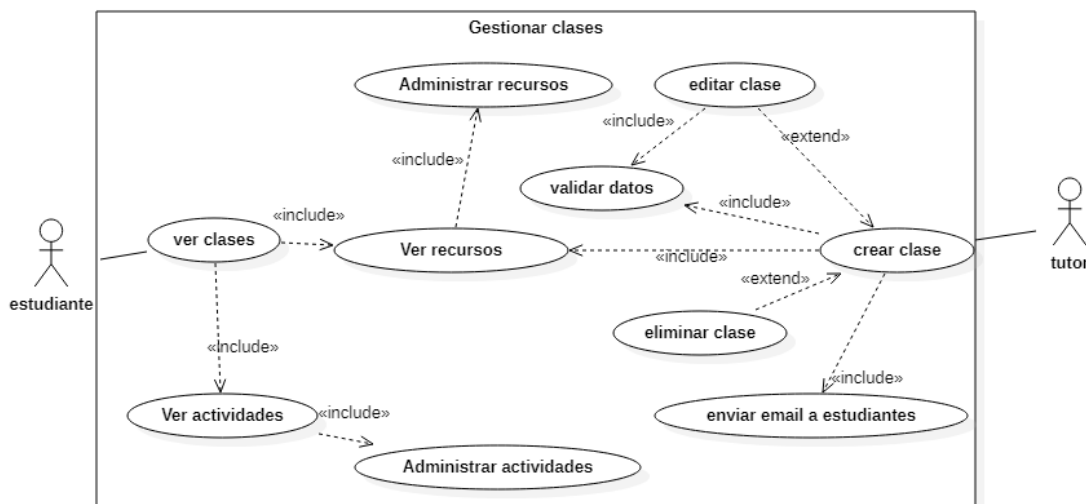 Gestionar clases
Administrar recursos
editar clase
«include»
«extend»
«include»
validar datos
«include»
«include»
ver clases
Ver recursos
«include»
crear clase
estudiante
tutor
«extend»
eliminar clase
«include»
«include»
Ver actividades
«include»
enviar email a estudiantes
Administrar actividades